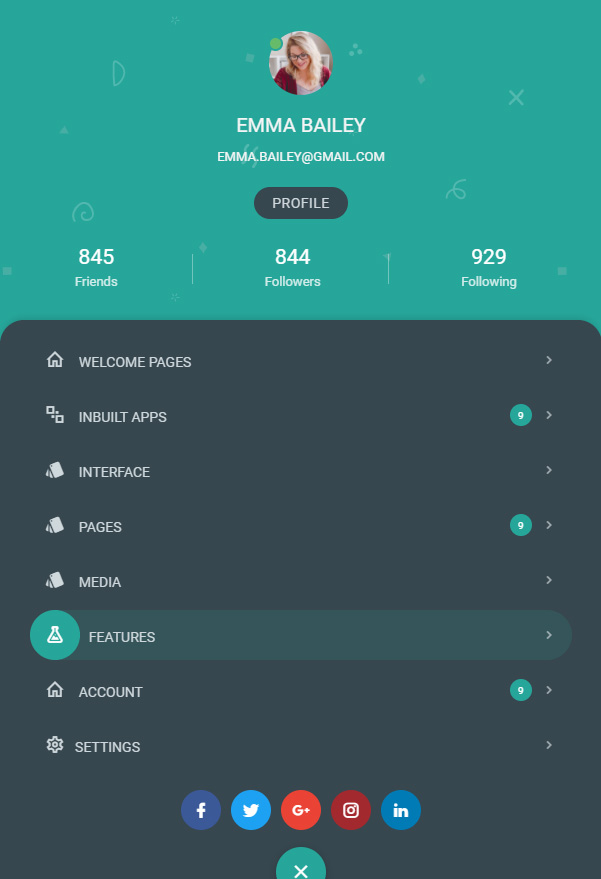 EMMA BAILEY
EMMA.BAILEY@GMAIL.COM
PROFILE
845 844 929
Friends Followers Following
WELCOME PAGES
INBUILT APPS 9
INTERFACE
PAGES 9
MEDIA
FEATURES
ACCOUNT 9
SETTINGS
f G+ in